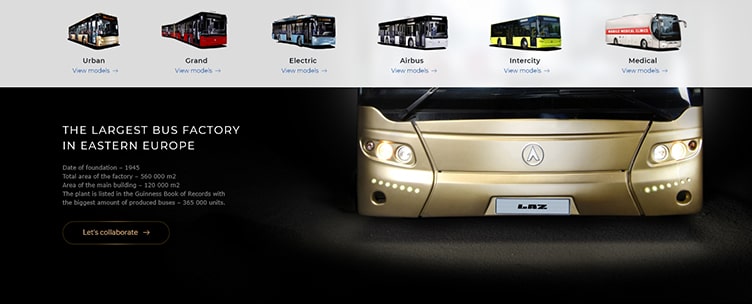 Urban Grand Electric Airbus Intercity Medical
View models → View models → View models → View models → View models → View models →
MOBILE MEDICAL CLINICS
THE LARGEST BUS FACTORY
IN EASTERN EUROPE
Date of foundation – 1945
Total area of the factory – 560 000 m2
Area of the main building – 120 000 m2
The plant is listed in the Guinness Book of Records with
the biggest amount of produced buses – 365 000 units.
Let's collaborate →
LAZ